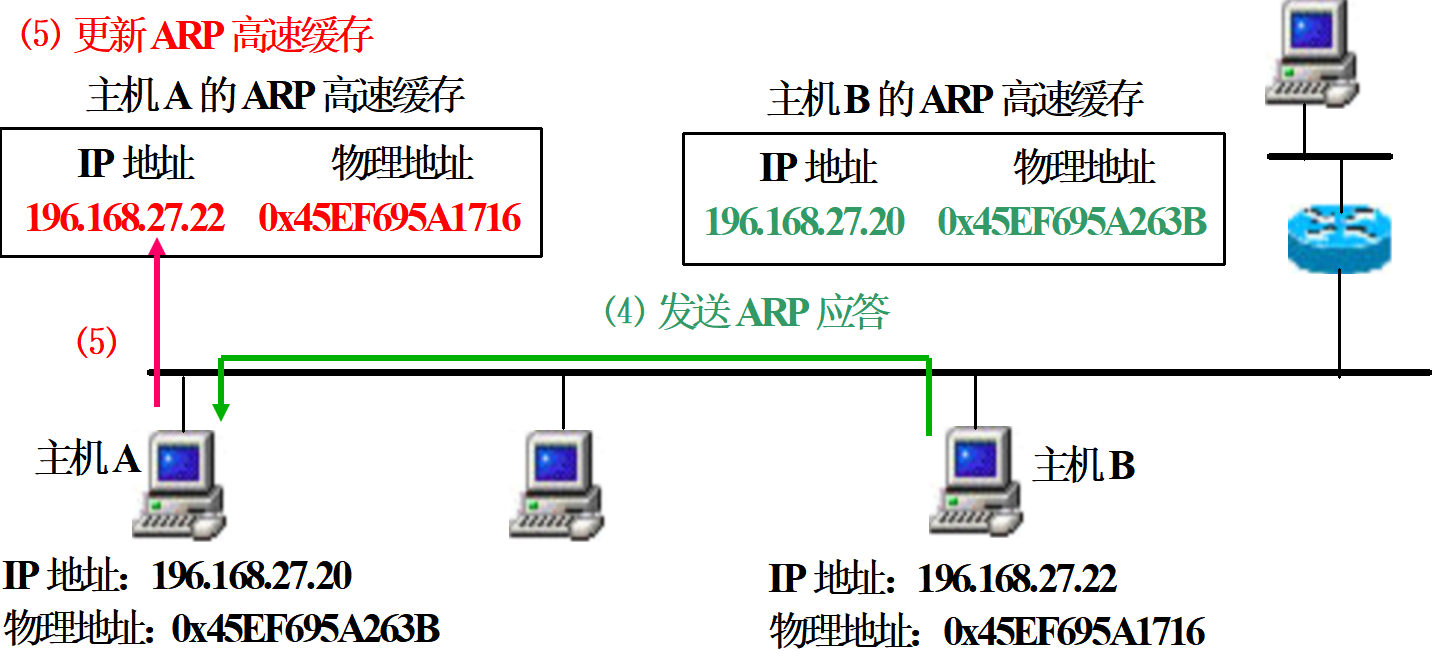 (5) 更新 ARP 高速缓存
主机 A 的 ARP 高速缓存
IP 地址 物理地址
196.168.27.22 0x45EF695A1716
主机 B 的 ARP 高速缓存
IP 地址 物理地址
196.168.27.20 0x45EF695A263B
(4) 发送 ARP 应答
(5)
主机 A
主机 B
IP 地址：196.168.27.20
物理地址：0x45EF695A263B
IP 地址：196.168.27.22
物理地址：0x45EF695A1716